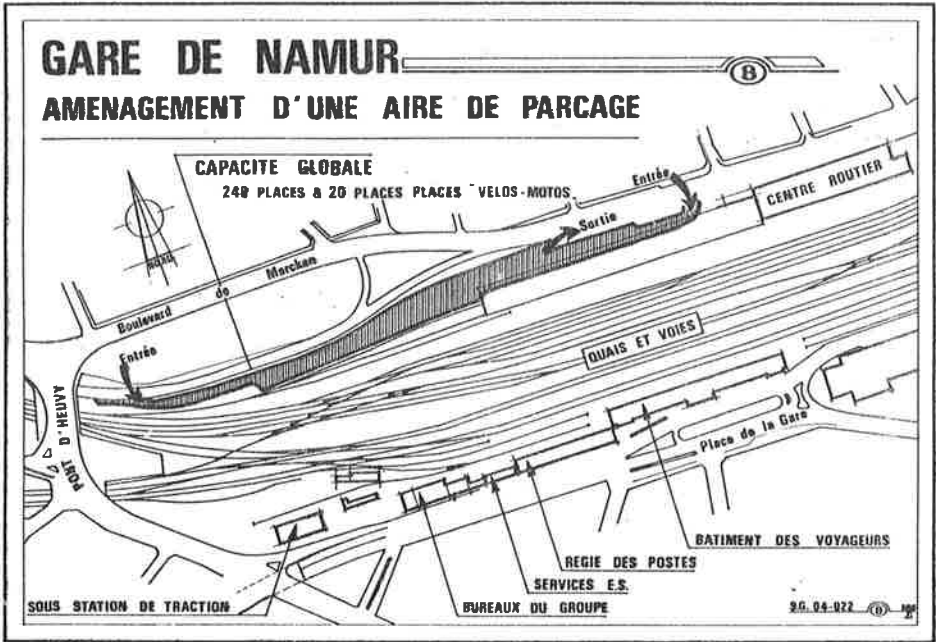 GARE DE NAMUR
B
AMENAGEMENT D'UNE AIRE DE PARCAGE
CAPACITE GLOBALE
248 PLACES & 20 PLACES PLACES VELOS-MOTOS
Entrée
CENTRE ROUTIER
Sortie
NORD
Boulevard de Merckem
Entrée
QUAIS ET VOIES
PONT D'HEUVY
Place de la Gare
BATIMENT DES VOYAGEURS
REGIE DES POSTES
SERVICES E.S.
SOUS STATION DE TRACTION
BUREAUX DU GROUPE
9G. 04-022 B